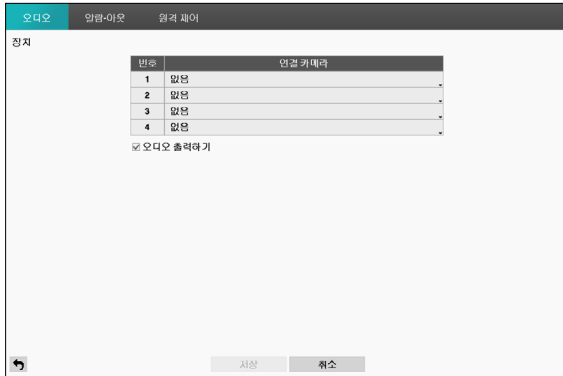 오디오 알람-아웃 원격 제어
장치
번호 연결 카메라
1 없음
2 없음
3 없음
4 없음
오디오 출력하기
저장 취소